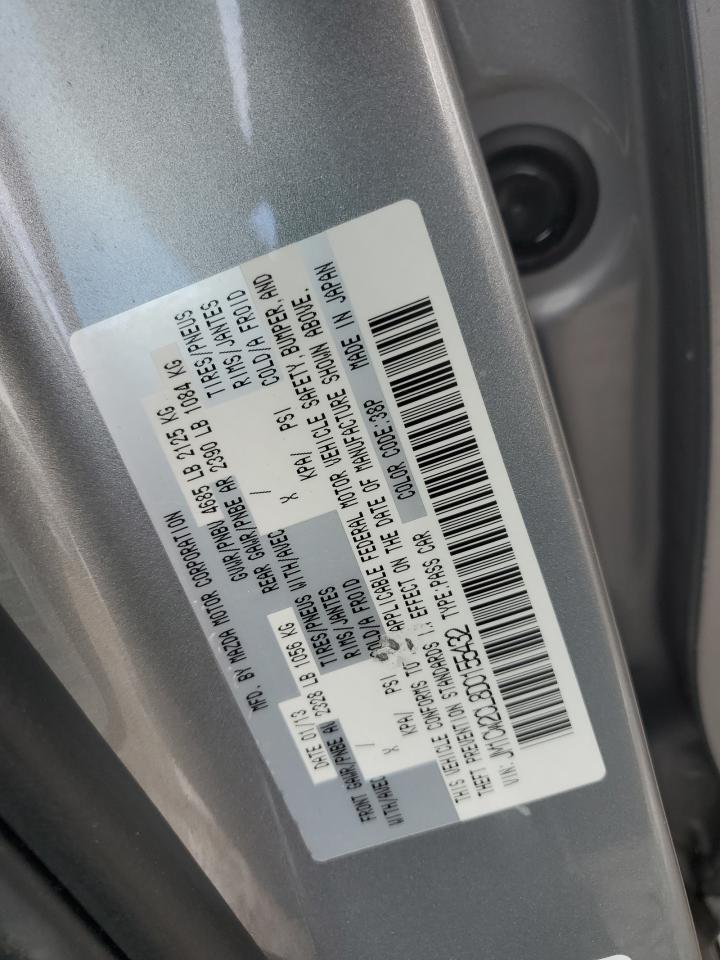 MFD. BY MAZDA MOTOR CORPORATION
DATE 01/13 GVWR/PNBV 4685 LB 2125 KG
FRONT GAWR/PNBE AV 2328 LB 1056 KG REAR GAWR/PNBE AR 2390 LB 1084 KG
WITH/AVEC / TIRES/PNEUS WITH/AVEC / TIRES/PNEUS
X RIMS/JANTES X RIMS/JANTES
KPA/ PSI COLD/A FROID KPA/ PSI COLD/A FROID
THIS VEHICLE CONFORMS TO APPLICABLE FEDERAL MOTOR VEHICLE SAFETY, BUMPER, AND
THEFT PREVENTION STANDARDS IN EFFECT ON THE DATE OF MANUFACTURE SHOWN ABOVE.
VIN: JM1CW2CL8D0155432 TYPE:PASS CAR COLOR CODE:38P MADE IN JAPAN